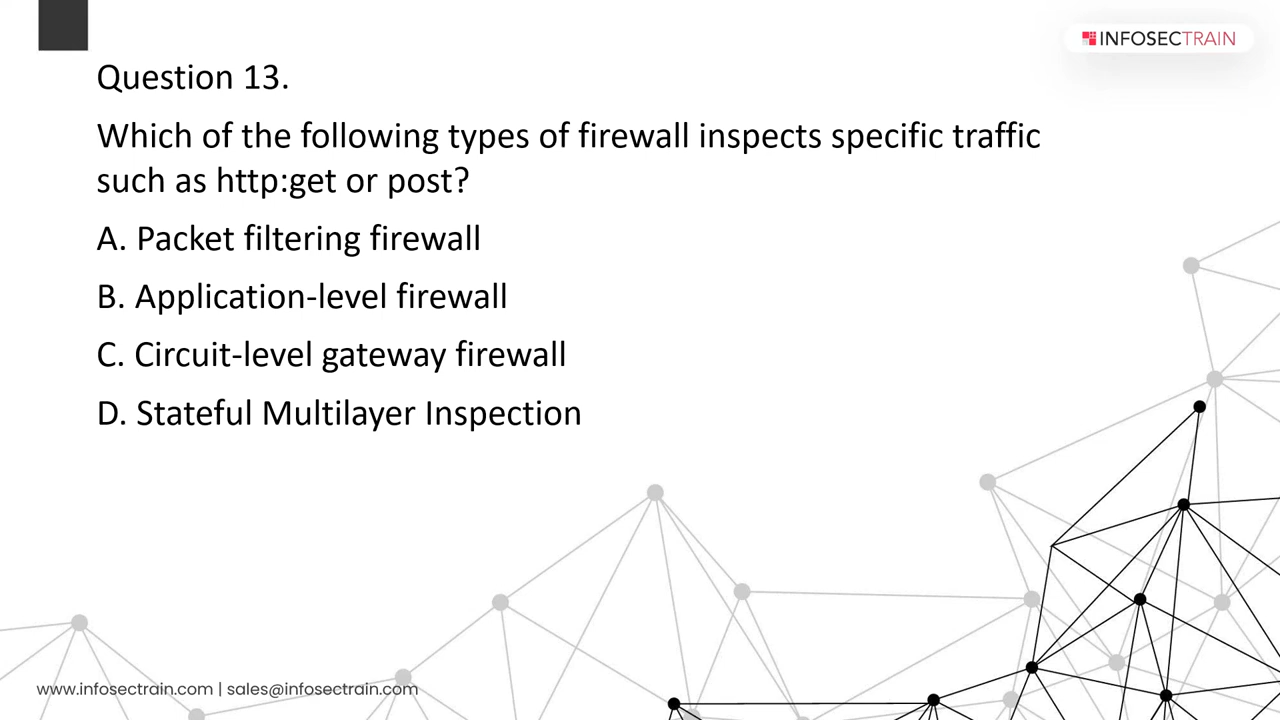 INFOSECTRAIN
Question 13.
Which of the following types of firewall inspects specific traffic
such as http:get or post?
A. Packet filtering firewall
B. Application-level firewall
C. Circuit-level gateway firewall
D. Stateful Multilayer Inspection
www.infosectrain.com | sales@infosectrain.com